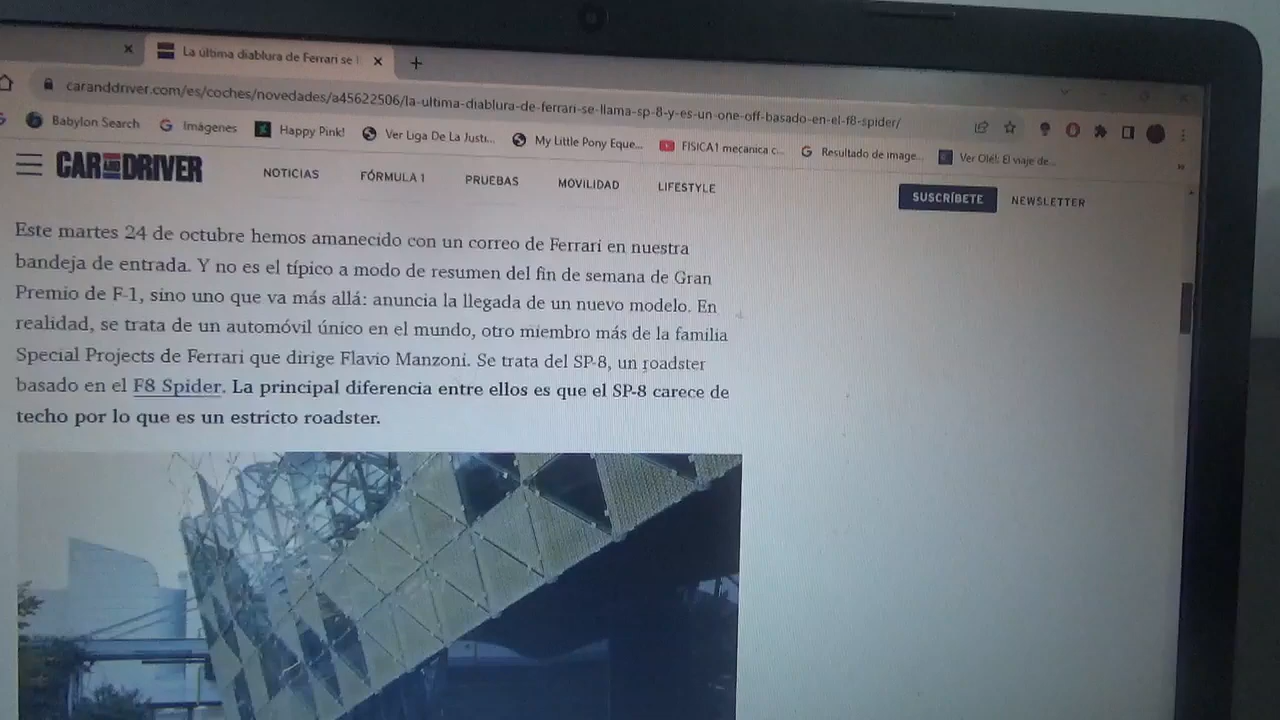 La última diablura de Ferrari se
caranddriver.com/es/coches/novedades/a45622506/la-ultima-diablura-de-ferrari-se-llama-sp-8-y-es-un-one-off-basado-en-el-f8-spider/
Babylon Search
Imágenes
Happy Pink!
Ver Liga De La Justi...
My Little Pony Eque...
FISICA1 mecanica c...
Resultado de image...
Ver Olé!: El viaje de...
CAR AND DRIVER
NOTICIAS
FÓRMULA 1
PRUEBAS
MOVILIDAD
LIFESTYLE
SUSCRÍBETE
NEWSLETTER
Este martes 24 de octubre hemos amanecido con un correo de Ferrari en nuestra
bandeja de entrada. Y no es el típico a modo de resumen del fin de semana de Gran
Premio de F-1, sino uno que va más allá: anuncia la llegada de un nuevo modelo. En
realidad, se trata de un automóvil único en el mundo, otro miembro más de la familia
Special Projects de Ferrari que dirige Flavio Manzoni. Se trata del SP-8, un roadster
basado en el F8 Spider. La principal diferencia entre ellos es que el SP-8 carece de
techo por lo que es un estricto roadster.